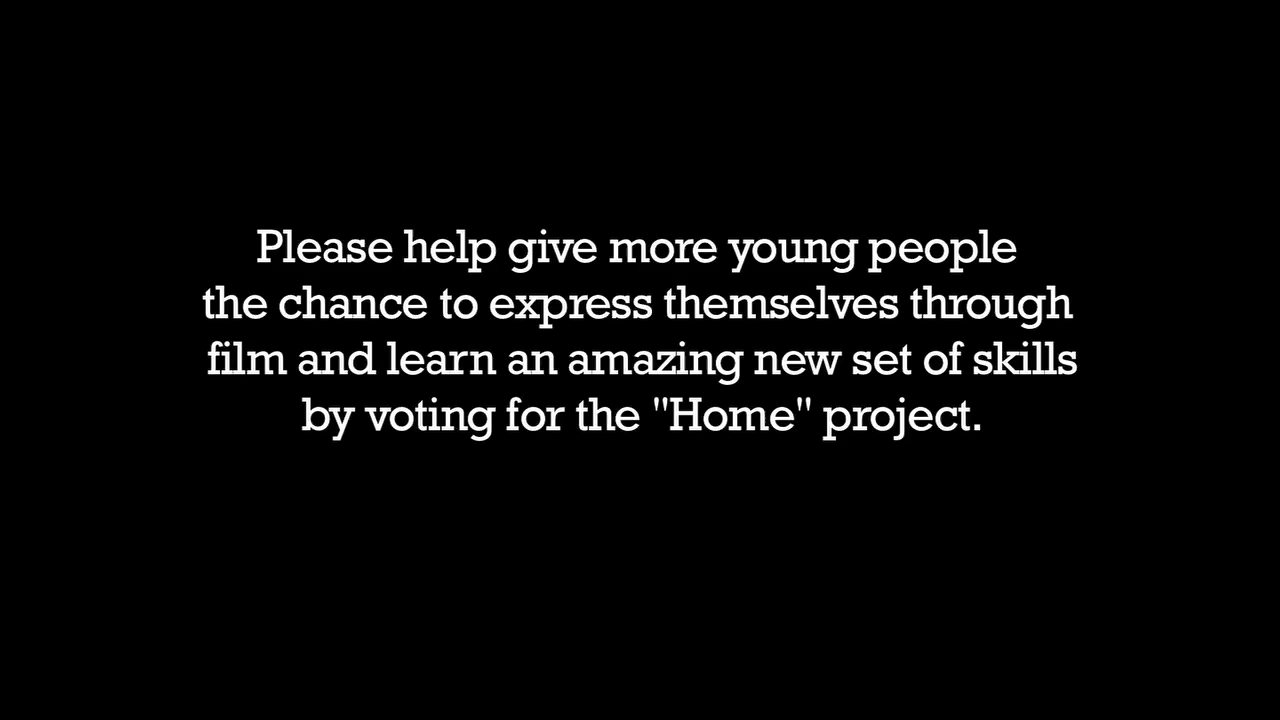 Please help give more young people
the chance to express themselves through
film and learn an amazing new set of skills
by voting for the "Home" project.